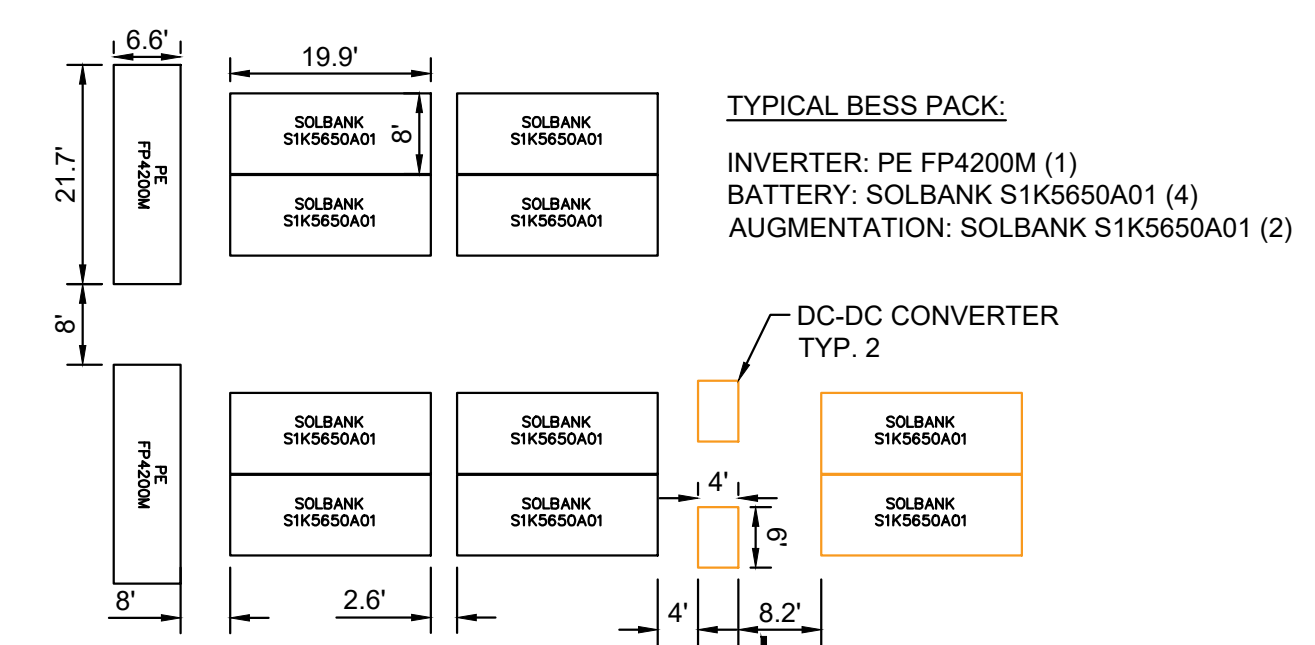 6.6'
19.9'
21.7'
PE
FP4200M
SOLBANK
S1K5650A01
8'
SOLBANK
S1K5650A01
SOLBANK
S1K5650A01
SOLBANK
S1K5650A01
TYPICAL BESS PACK:
INVERTER: PE FP4200M (1)
BATTERY: SOLBANK S1K5650A01 (4)
AUGMENTATION: SOLBANK S1K5650A01 (2)
8'
DC-DC CONVERTER
TYP. 2
PE
FP4200M
SOLBANK
S1K5650A01
SOLBANK
S1K5650A01
SOLBANK
S1K5650A01
SOLBANK
S1K5650A01
4'
6'
SOLBANK
S1K5650A01
SOLBANK
S1K5650A01
8'
2.6'
4'
8.2'